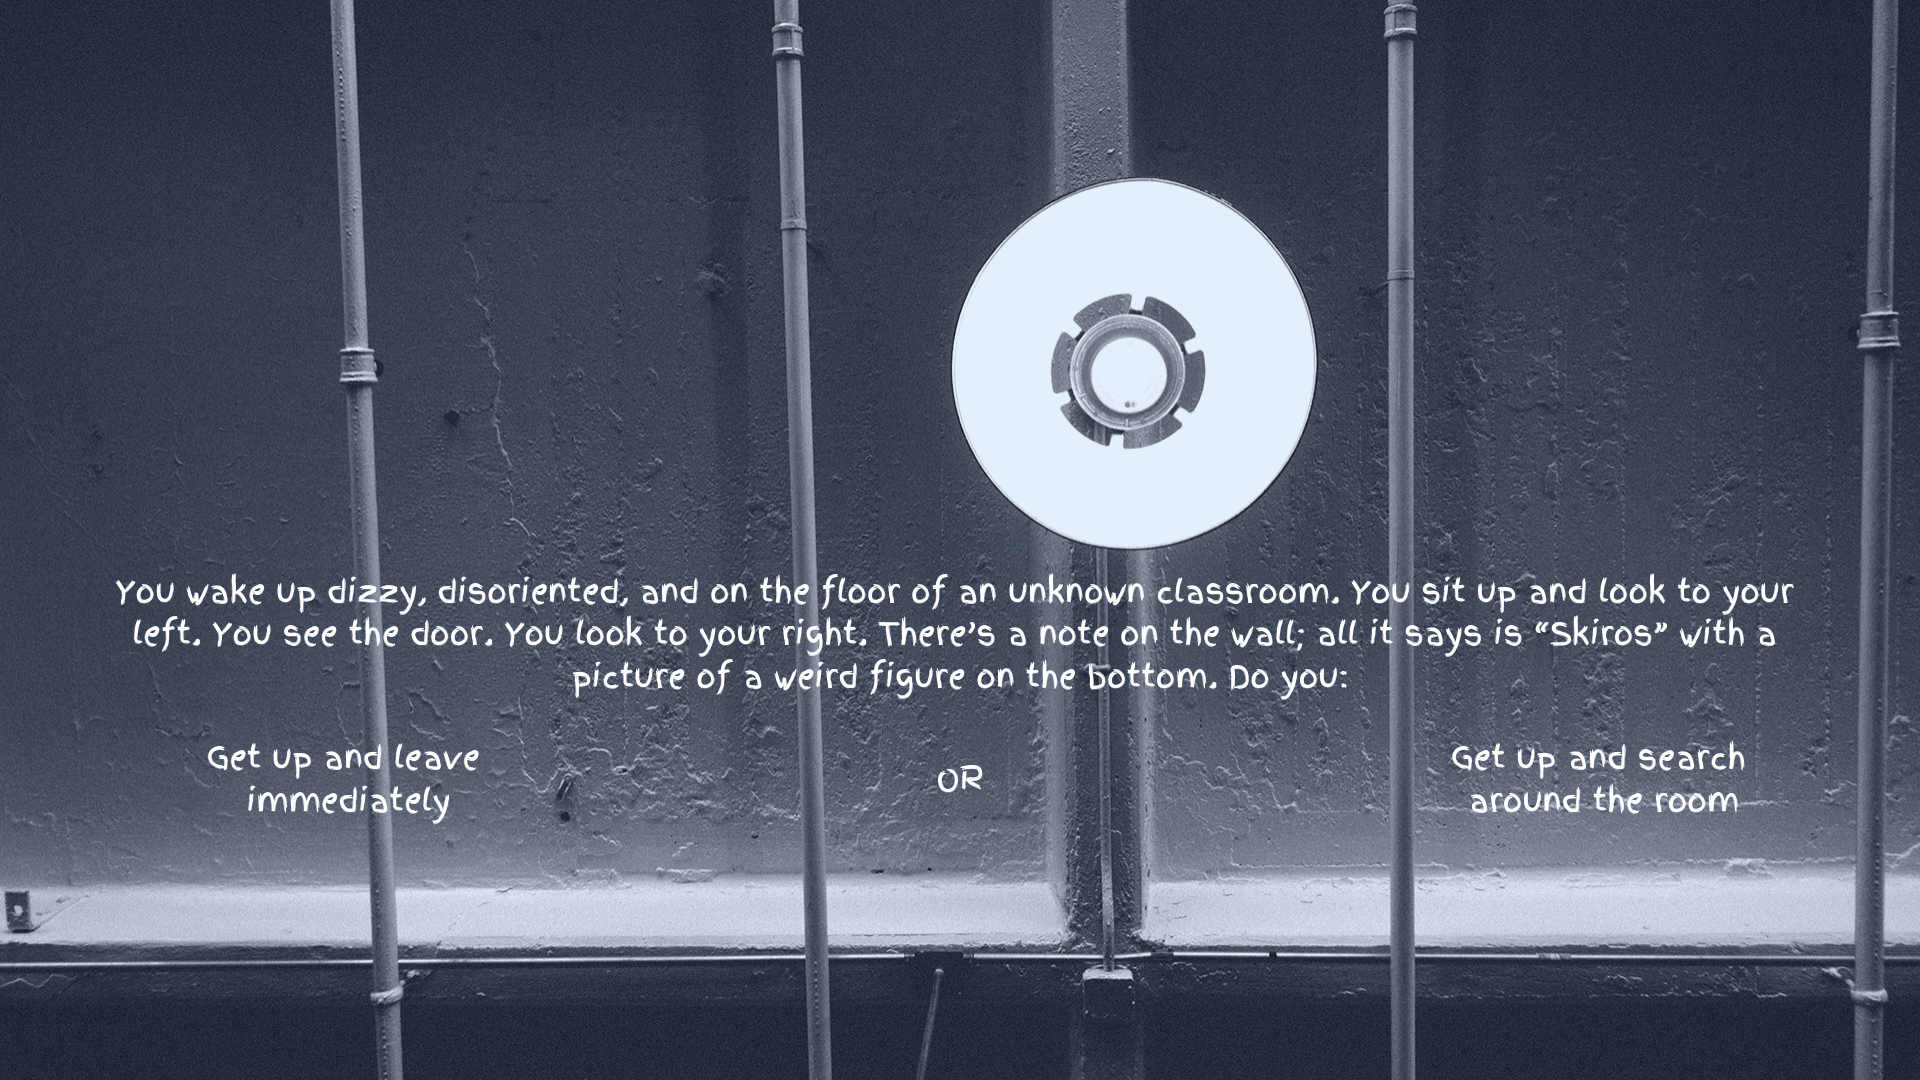 You wake up dizzy, disoriented, and on the floor of an unknown classroom. You sit up and look to your
left. You see the door. You look to your right. There’s a note on the wall; all it says is “Skiros” with a
picture of a weird figure on the bottom. Do you:
Get up and leave
immediately
OR
Get up and search
around the room